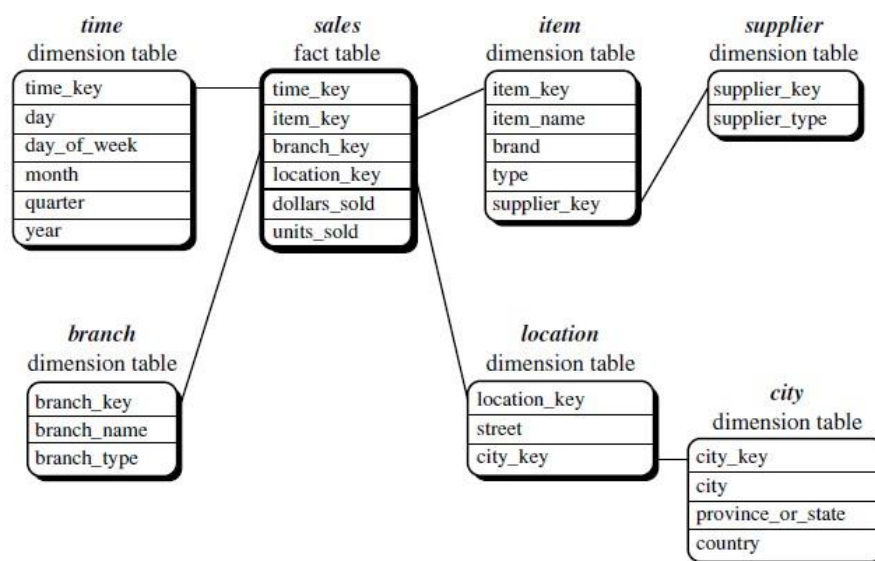 time
dimension table
time_key
day
day_of_week
month
quarter
year
sales
fact table
time_key
item_key
branch_key
location_key
dollars_sold
units_sold
item
dimension table
item_key
item_name
brand
type
supplier_key
supplier
dimension table
supplier_key
supplier_type
branch
dimension table
branch_key
branch_name
branch_type
location
dimension table
location_key
street
city_key
city
dimension table
city_key
city
province_or_state
country